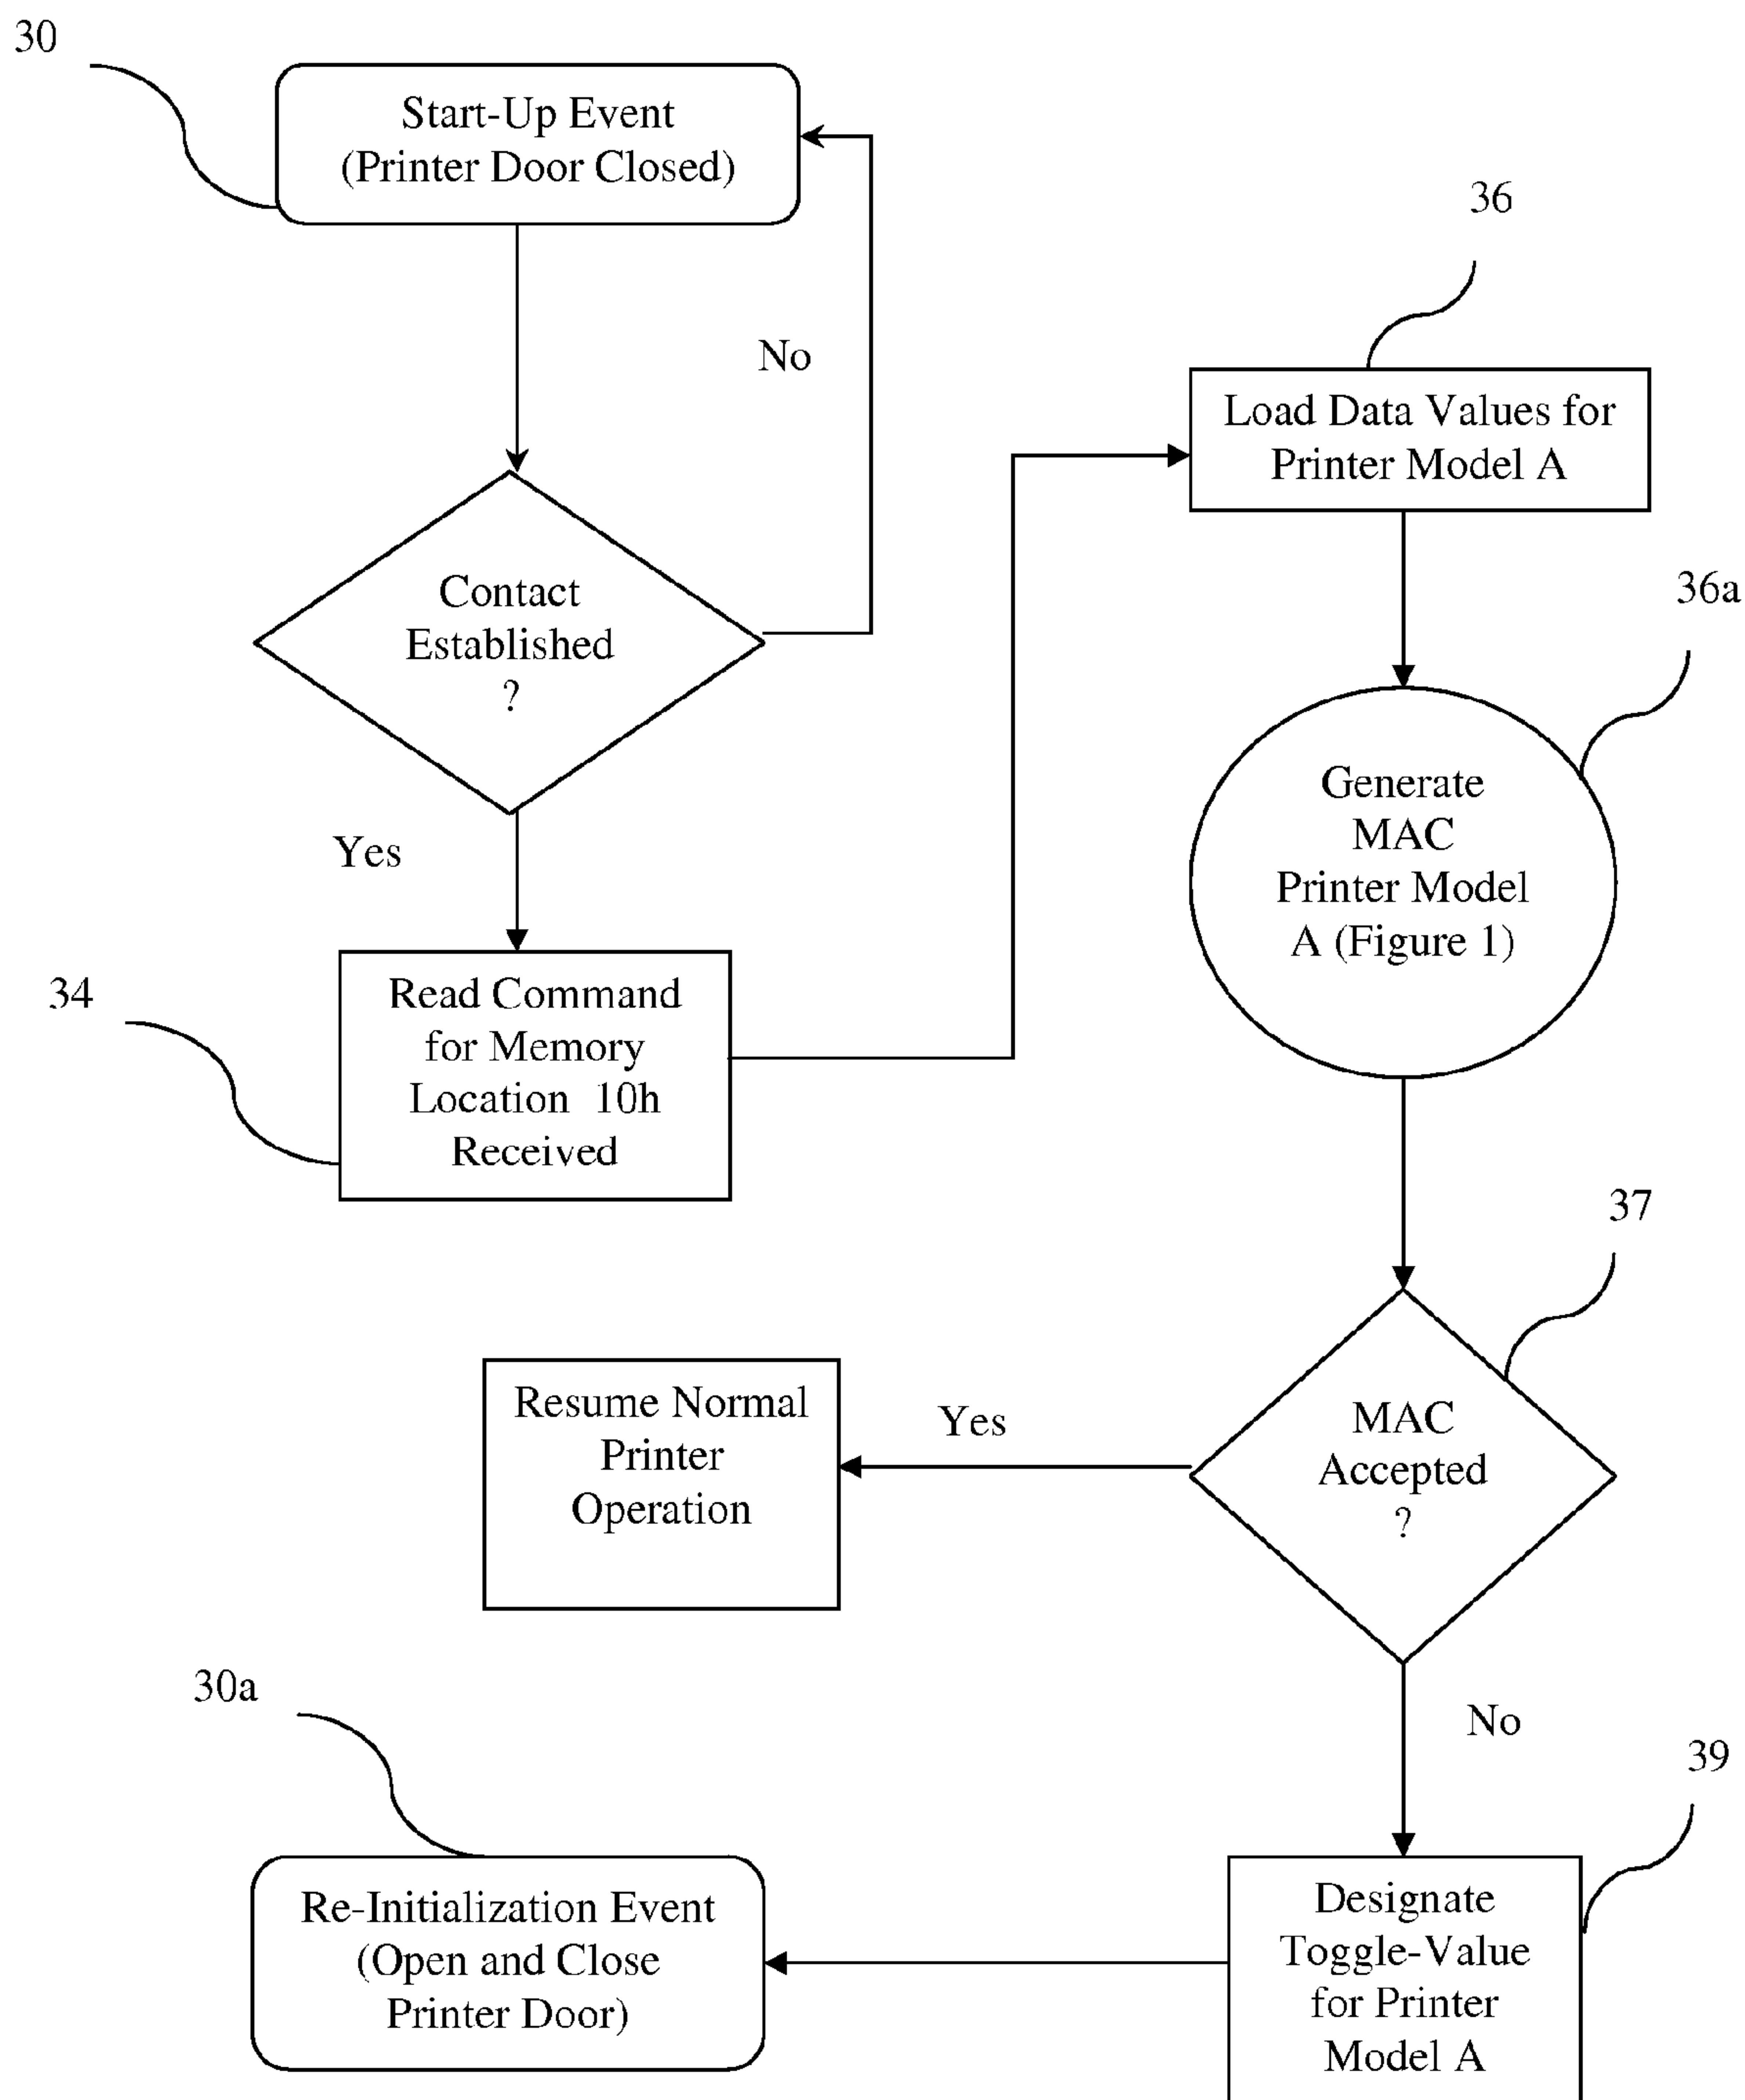 30
Start-Up Event
(Printer Door Closed)
No
36
Load Data Values for
Printer Model A
36a
Contact
Established
?
Generate
MAC
Printer Model
A (Figure 1)
Yes
34
Read Command
for Memory
Location 10h
Received
37
Resume Normal
Printer
Operation
Yes
MAC
Accepted
?
30a
No
39
Re-Initialization Event
(Open and Close
Printer Door)
Designate
Toggle-Value
for Printer
Model A